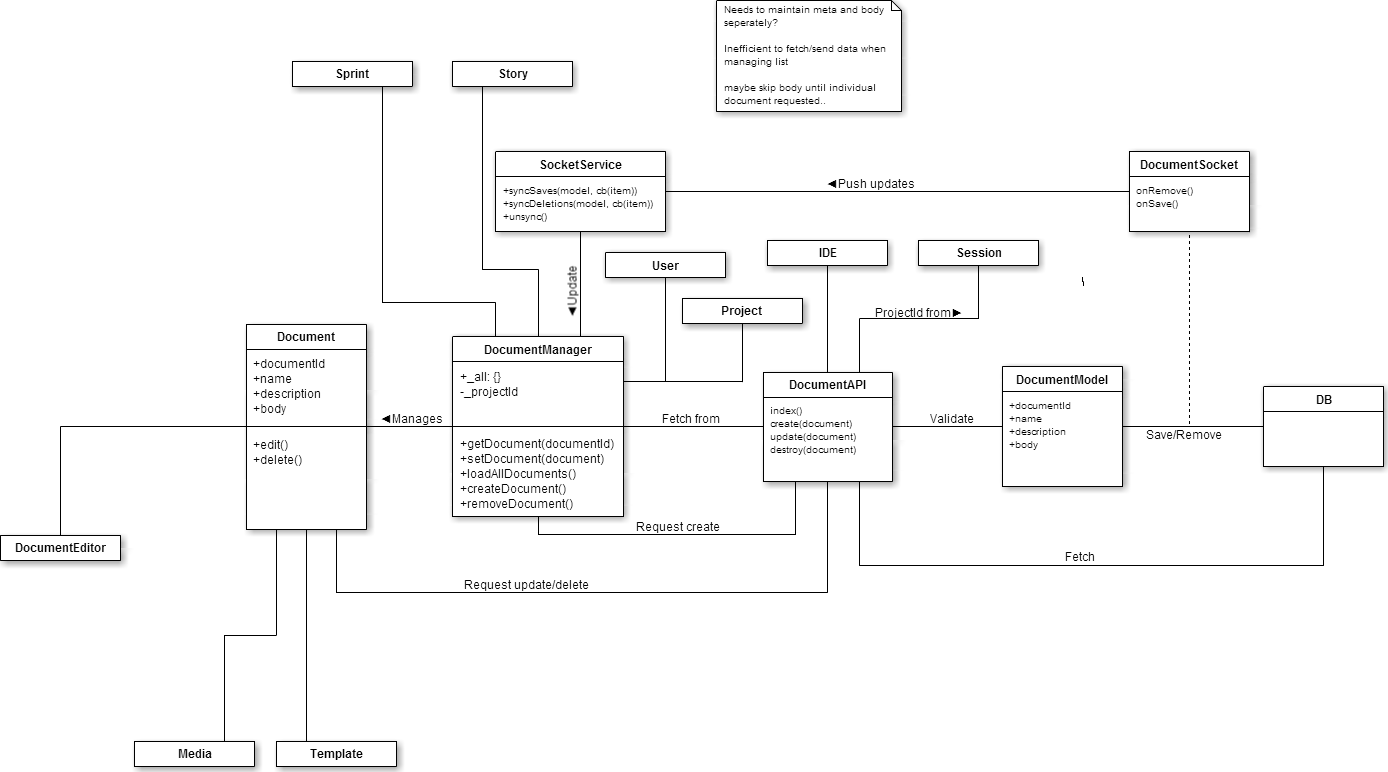 Needs to maintain meta and body
seperately?
Inefficient to fetch/send data when
managing list
maybe skip body until individual
document requested..
Sprint
Story
SocketService
+syncSaves(model, cb(item))
+syncDeletions(model, cb(item))
+unsync()
◄Push updates
DocumentSocket
onRemove()
onSave()
◄Update
User
Project
IDE
Session
ProjectId from►
Document
+documentId
+name
+description
+body
+edit()
+delete()
◄Manages
DocumentManager
+_all: {}
-_projectId
+getDocument(documentId)
+setDocument(document)
+loadAllDocuments()
+createDocument()
+removeDocument()
Fetch from
DocumentAPI
index()
create(document)
update(document)
destroy(document)
Validate
DocumentModel
+documentId
+name
+description
+body
Save/Remove
DB
DocumentEditor
Request create
Fetch
Request update/delete
Media
Template